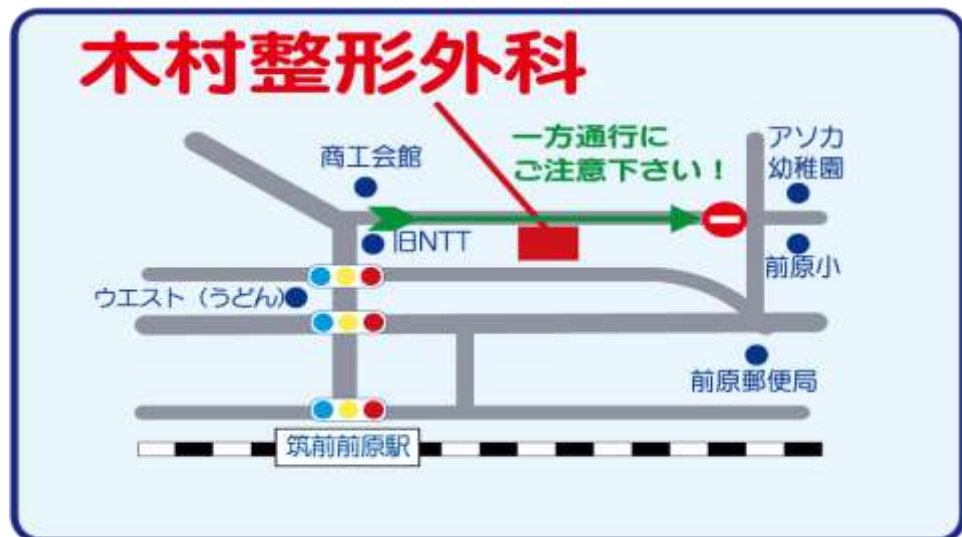 木村整形外科
一方通行に
ご注意下さい！
アソカ
幼稚園
商工会館
旧NTT
前原小
ウエスト（うどん）
前原郵便局
筑前前原駅